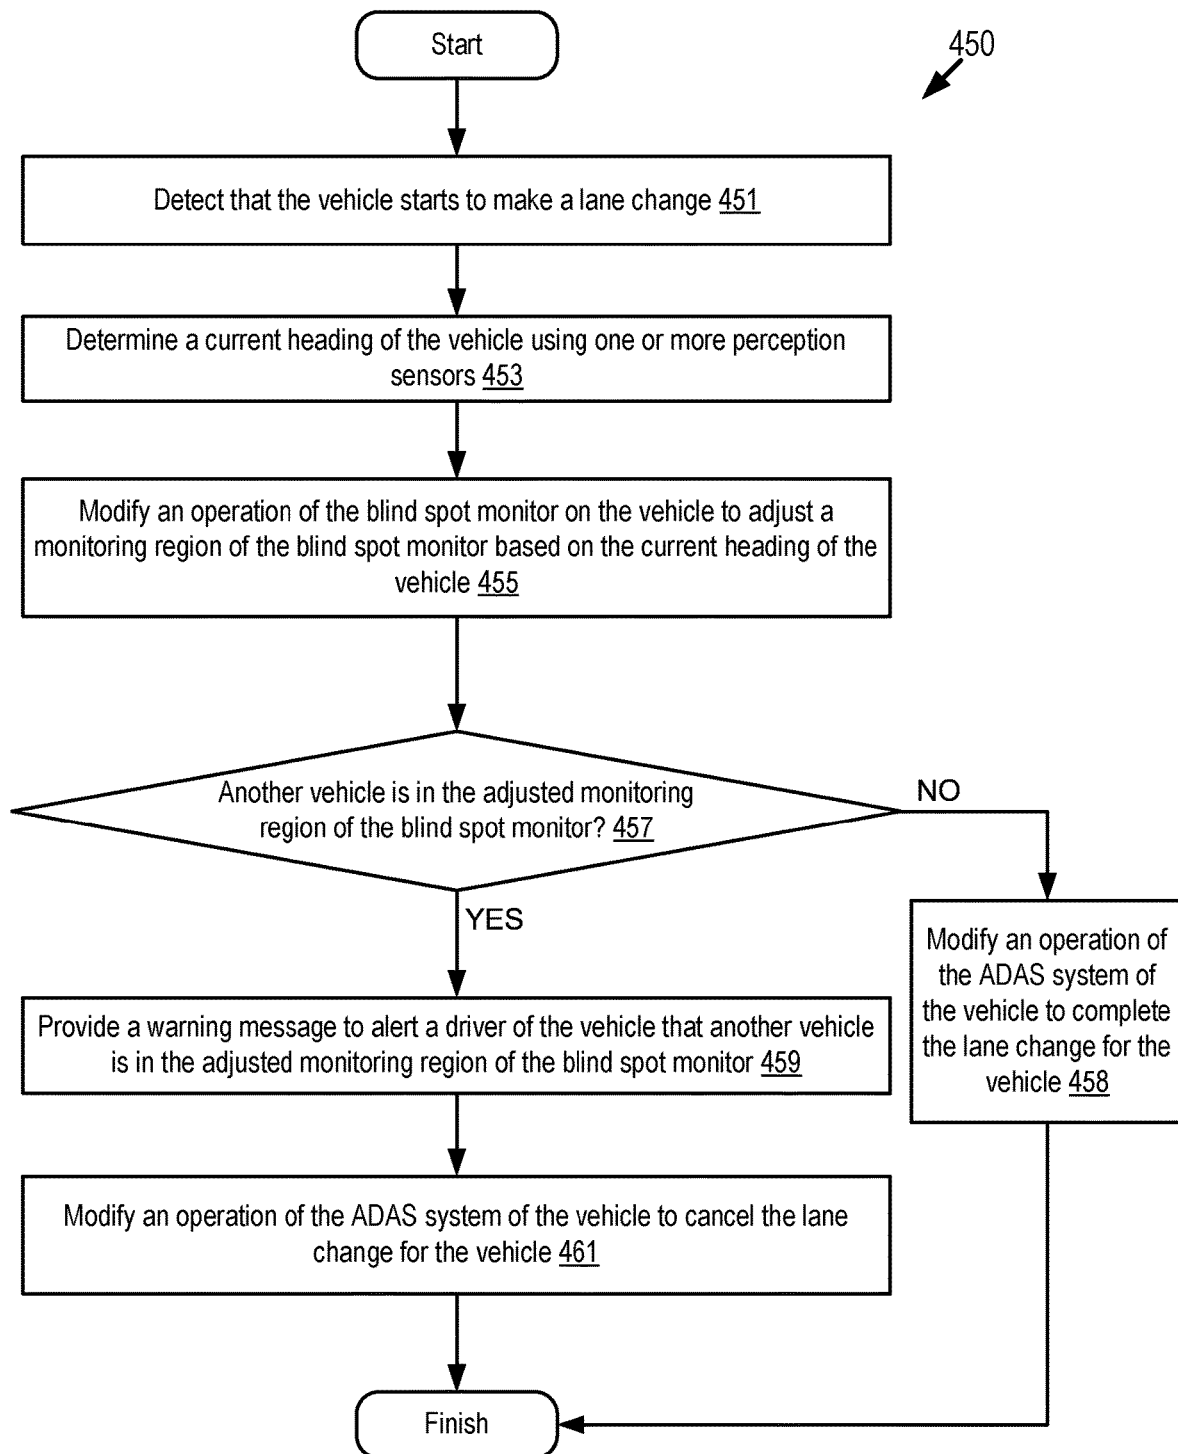 Start
450
Detect that the vehicle starts to make a lane change 451
Determine a current heading of the vehicle using one or more perception
sensors 453
Modify an operation of the blind spot monitor on the vehicle to adjust a
monitoring region of the blind spot monitor based on the current heading of the
vehicle 455
Another vehicle is in the adjusted monitoring
region of the blind spot monitor? 457
NO
YES
Modify an operation of
the ADAS system of
the vehicle to complete
the lane change for the
vehicle 458
Provide a warning message to alert a driver of the vehicle that another vehicle
is in the adjusted monitoring region of the blind spot monitor 459
Modify an operation of the ADAS system of the vehicle to cancel the lane
change for the vehicle 461
Finish